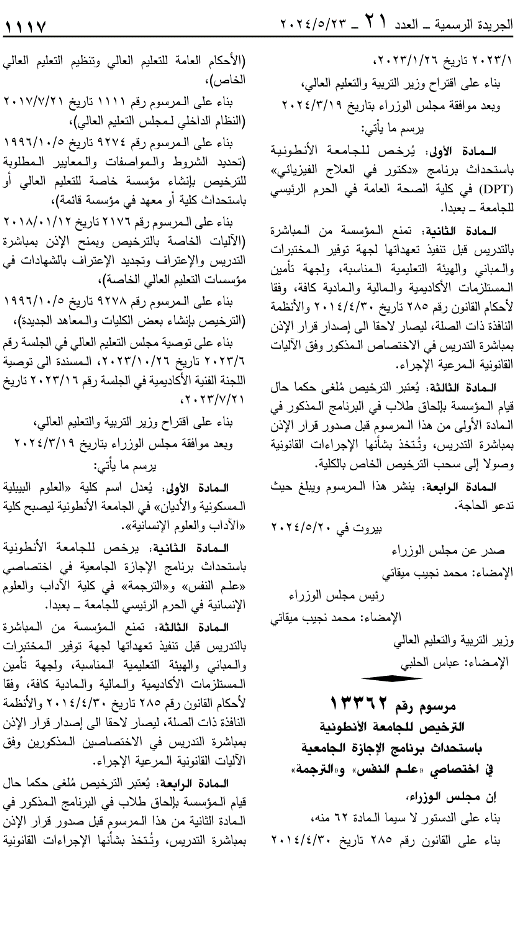 الجريدة الرسمية ــ العدد ٢١ ــ ٢٠٢٤/٥/٢٣
١١١٧
٢٠٢٣/١ تاريخ ٢٠٢٣/١/٢٦،
بناء على اقتراح وزير التربية والتعليم العالي،
وبعد موافقة مجلس الوزراء بتاريخ ٢٠٢٤/٣/١٩
يرسم ما يأتي:
المادة الأولى: يُرخص للجامعة الأنطونية
باستحداث برنامج «دكتور في العلاج الفيزيائي»
(DPT) في كلية الصحة العامة في الحرم الرئيسي
للجامعة ــ بعبدا.
المادة الثانية: تمنع المؤسسة من المباشرة
بالتدريس قبل تنفيذ تعهداتها لجهة توفير المختبرات
والمباني والهيئة التعليمية المناسبة، ولجهة تأمين
المستلزمات الأكاديمية والمالية والمادية كافة، وفقا
لأحكام القانون رقم ٢٨٥ تاريخ ٢٠١٤/٤/٣٠ والأنظمة
النافذة ذات الصلة، ليصار لاحقا الى إصدار قرار الإذن
بمباشرة التدريس في الاختصاص المذكور وفق الآليات
القانونية المرعية الإجراء.
المادة الثالثة: يُعتبر الترخيص مُلغى حكما حال
قيام المؤسسة بإلحاق طلاب في البرنامج المذكور في
المادة الأولى من هذا المرسوم قبل صدور قرار الإذن
بمباشرة التدريس، وتُتخذ بشأنها الإجراءات القانونية
وصولا إلى سحب الترخيص الخاص بالكلية.
المادة الرابعة: ينشر هذا المرسوم ويبلغ حيث
تدعو الحاجة.
بيروت في ٢٠٢٤/٥/٢٠
صدر عن مجلس الوزراء
الإمضاء: محمد نجيب ميقاتي
رئيس مجلس الوزراء
الإمضاء: محمد نجيب ميقاتي
وزير التربية والتعليم العالي
الإمضاء: عباس الحلبي
مرسوم رقم ١٣٣٦٢
الترخيص للجامعة الأنطونية
باستحداث برنامج الإجازة الجامعية
في اختصاصي «علم النفس» و«الترجمة»
إن مجلس الوزراء،
بناء على الدستور لا سيما المادة ٦٢ منه،
بناء على القانون رقم ٢٨٥ تاريخ ٢٠١٤/٤/٣٠
(الأحكام العامة للتعليم العالي وتنظيم التعليم العالي
الخاص)،
بناء على المرسوم رقم ١١١١ تاريخ ٢٠١٧/٧/٢١
(النظام الداخلي لمجلس التعليم العالي)،
بناء على المرسوم رقم ٩٢٧٤ تاريخ ١٩٩٦/١٠/٥
(تحديد الشروط والمواصفات والمعايير المطلوبة
للترخيص بإنشاء مؤسسة خاصة للتعليم العالي أو
باستحداث كلية أو معهد في مؤسسة قائمة)،
بناء على المرسوم رقم ٢١٧٦ تاريخ ٢٠١٨/٠١/١٢
(الآليات الخاصة بالترخيص وبمنح الإذن بمباشرة
التدريس والإعتراف وتجديد الإعتراف بالشهادات في
مؤسسات التعليم العالي الخاصة)،
بناء على المرسوم رقم ٩٢٧٨ تاريخ ١٩٩٦/١٠/٥
(الترخيص بإنشاء بعض الكليات والمعاهد الجديدة)،
بناء على توصية مجلس التعليم العالي في الجلسة رقم
٢٠٢٣/٦ تاريخ ٢٠٢٣/١٠/٢٦، المسندة الى توصية
اللجنة الفنية الأكاديمية في الجلسة رقم ٢٠٢٣/١٦ تاريخ
٢٠٢٣/٧/٢١،
بناء على اقتراح وزير التربية والتعليم العالي،
وبعد موافقة مجلس الوزراء بتاريخ ٢٠٢٤/٣/١٩
يرسم ما يأتي:
المادة الأولى: يُعدل اسم كلية «العلوم البيبلية
المسكونية والأديان» في الجامعة الأنطونية ليصبح كلية
«الآداب والعلوم الإنسانية».
المادة الثانية: يرخص للجامعة الأنطونية
باستحداث برنامج الإجازة الجامعية في اختصاصي
«علم النفس» و«الترجمة» في كلية الآداب والعلوم
الإنسانية في الحرم الرئيسي للجامعة ــ بعبدا.
المادة الثالثة: تمنع المؤسسة من المباشرة
بالتدريس قبل تنفيذ تعهداتها لجهة توفير المختبرات
والمباني والهيئة التعليمية المناسبة، ولجهة تأمين
المستلزمات الأكاديمية والمالية والمادية كافة، وفقا
لأحكام القانون رقم ٢٨٥ تاريخ ٢٠١٤/٤/٣٠ والأنظمة
النافذة ذات الصلة، ليصار لاحقا الى إصدار قرار الإذن
بمباشرة التدريس في الاختصاصين المذكورين وفق
الآليات القانونية المرعية الإجراء.
المادة الرابعة: يُعتبر الترخيص مُلغى حكما حال
قيام المؤسسة بإلحاق طلاب في البرنامج المذكور في
المادة الثانية من هذا المرسوم قبل صدور قرار الإذن
بمباشرة التدريس، وتُتخذ بشأنها الإجراءات القانونية